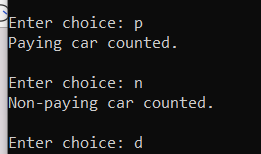 Enter choice: p
Paying car counted.
Enter choice: n
Non-paying car counted.
Enter choice: d